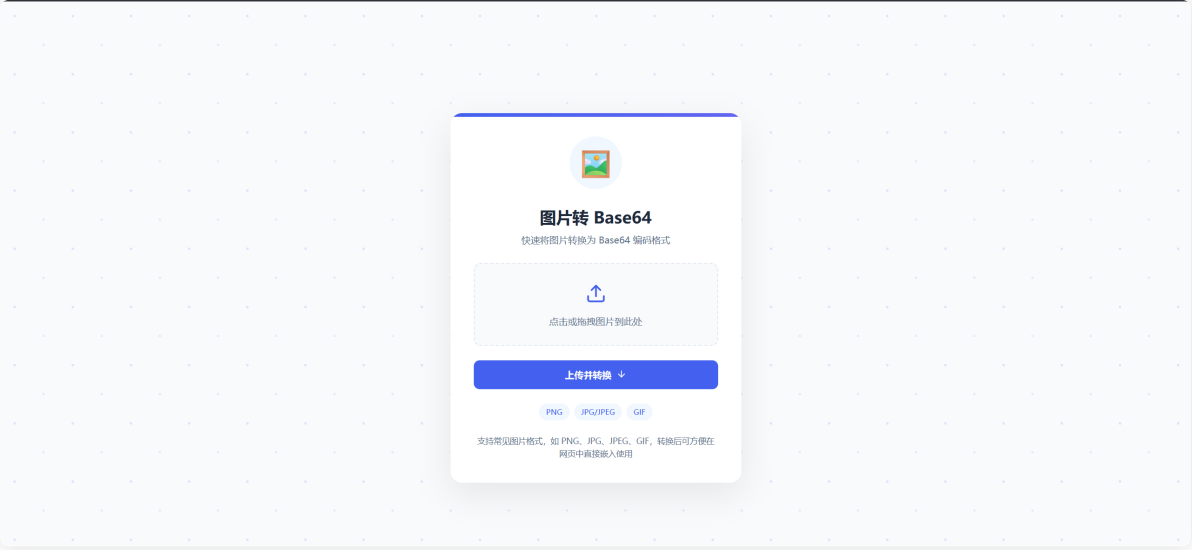 图片转 Base64
快速将图片转换为 Base64 编码格式
点击或拖拽图片到此处
上传并转换 ↓
PNG JPG/JPEG GIF
支持常见图片格式，如 PNG、JPG、JPEG、GIF，转换后可方便在
网页中直接嵌入使用